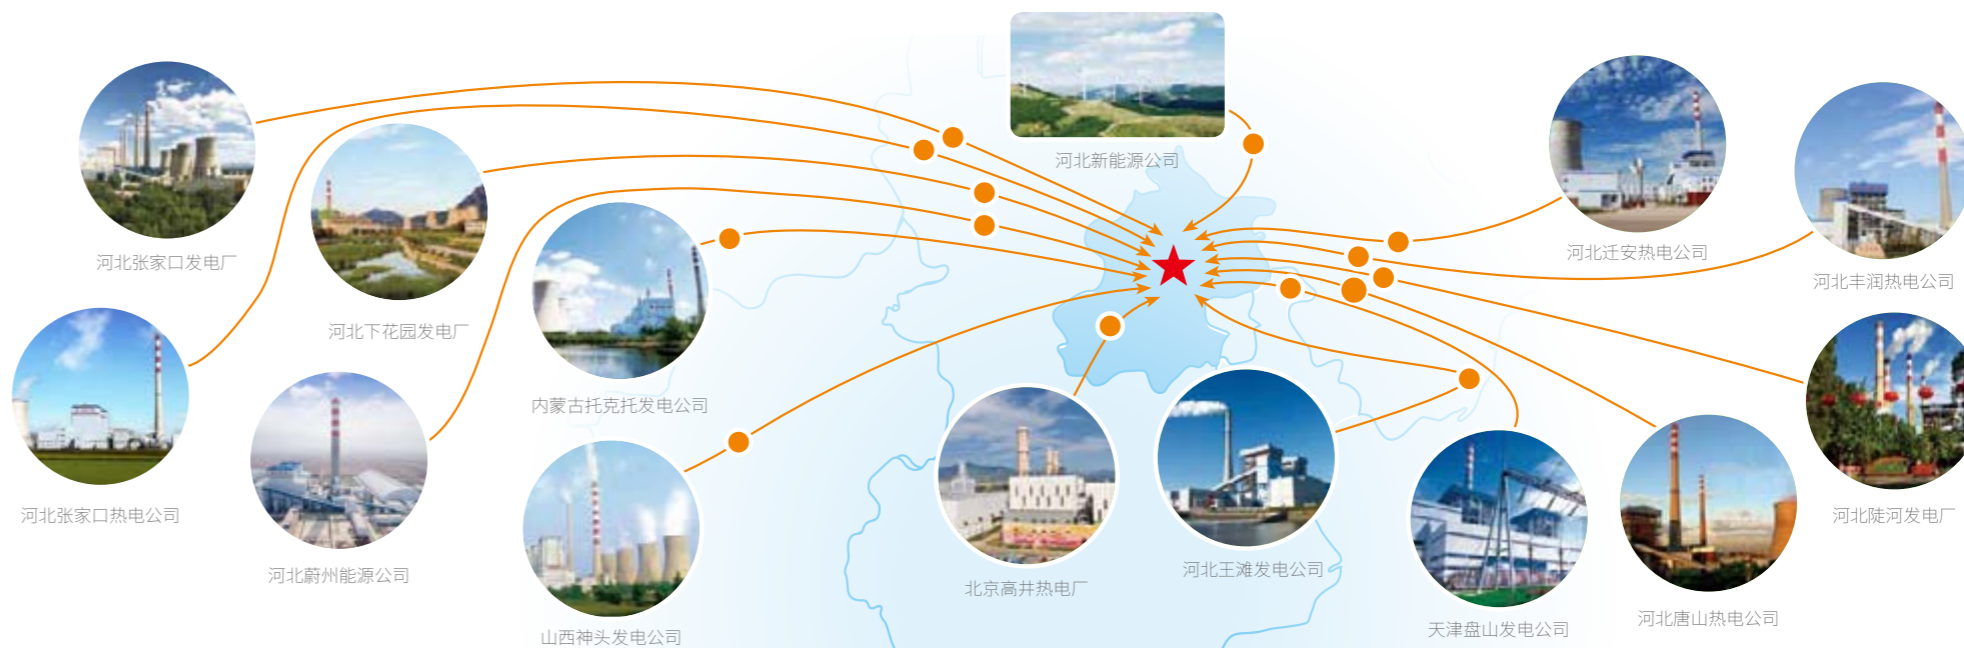 河北新能源公司
河北迁安热电公司
河北张家口发电厂
河北丰润热电公司
河北下花园发电厂
内蒙古托克托发电公司
河北张家口热电公司
河北陡河发电厂
河北蔚州能源公司
河北王滩发电公司
北京高井热电厂
河北唐山热电公司
天津盘山发电公司
山西神头发电公司